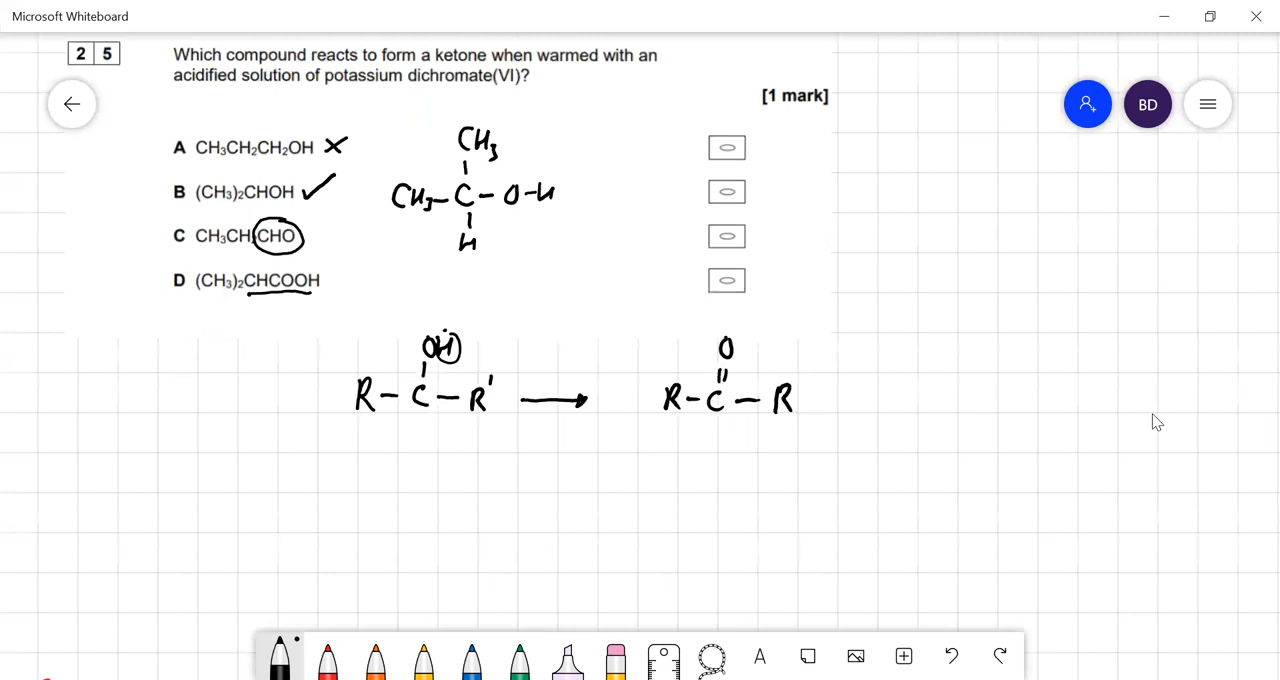 Microsoft Whiteboard
2 5
Which compound reacts to form a ketone when warmed with an
acidified solution of potassium dichromate(VI)?
[1 mark]
BD
A CH₃CH₂CH₂OH ✗
B (CH₃)₂CHOH ✓
C CH₃CH₂CHO
D (CH₃)₂CHCOOH
CH₃
CH₃ – C – O – H
H
OH
R – C – R' ⟶
O
R – C – R
A